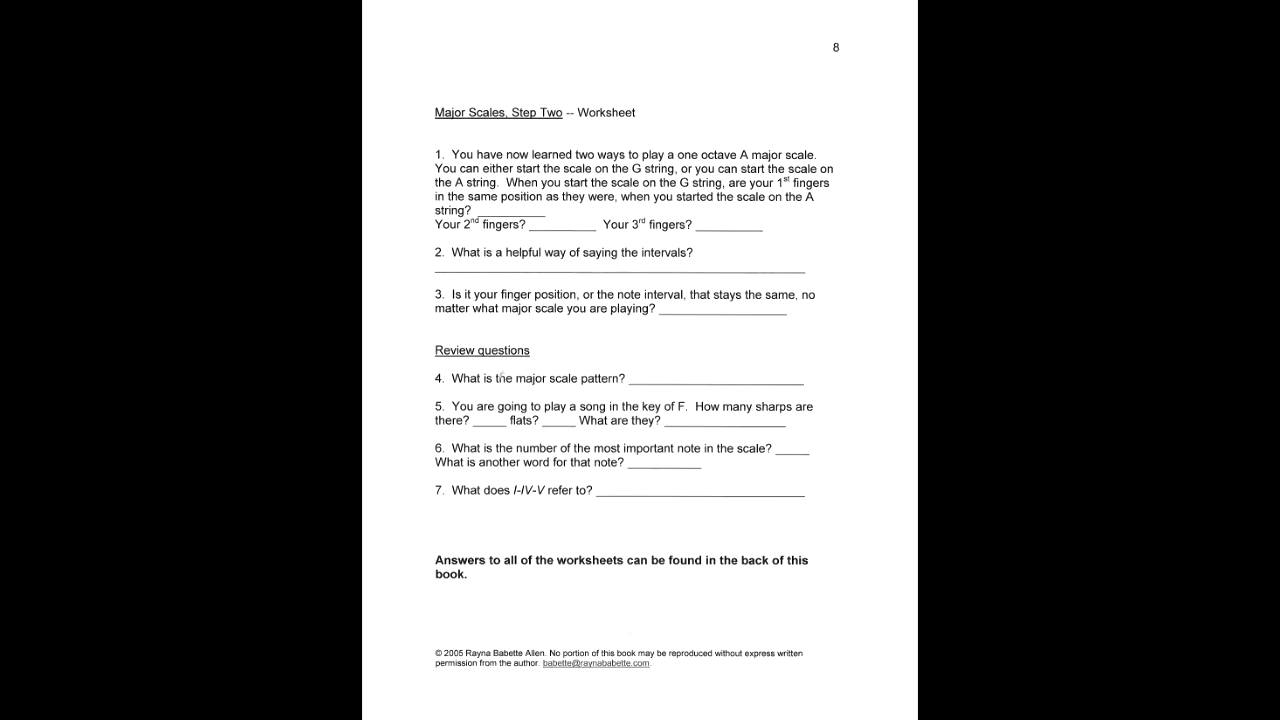 8
Major Scales, Step Two -- Worksheet
1. You have now learned two ways to play a one octave A major scale.
You can either start the scale on the G string, or you can start the scale on
the A string. When you start the scale on the G string, are your 1st fingers
in the same position as they were, when you started the scale on the A
string? __________
Your 2nd fingers? __________ Your 3rd fingers? __________
2. What is a helpful way of saying the intervals?
________________________________________________________
3. Is it your finger position, or the note interval, that stays the same, no
matter what major scale you are playing? ___________________
Review questions
4. What is the major scale pattern? __________________________
5. You are going to play a song in the key of F. How many sharps are
there? _____ flats? _____ What are they? __________________
6. What is the number of the most important note in the scale? _____
What is another word for that note? ___________
7. What does I-IV-V refer to? _______________________________
Answers to all of the worksheets can be found in the back of this
book.
© 2005 Rayna Babette Allen. No portion of this book may be reproduced without express written
permission from the author. babette@raynababette.com.